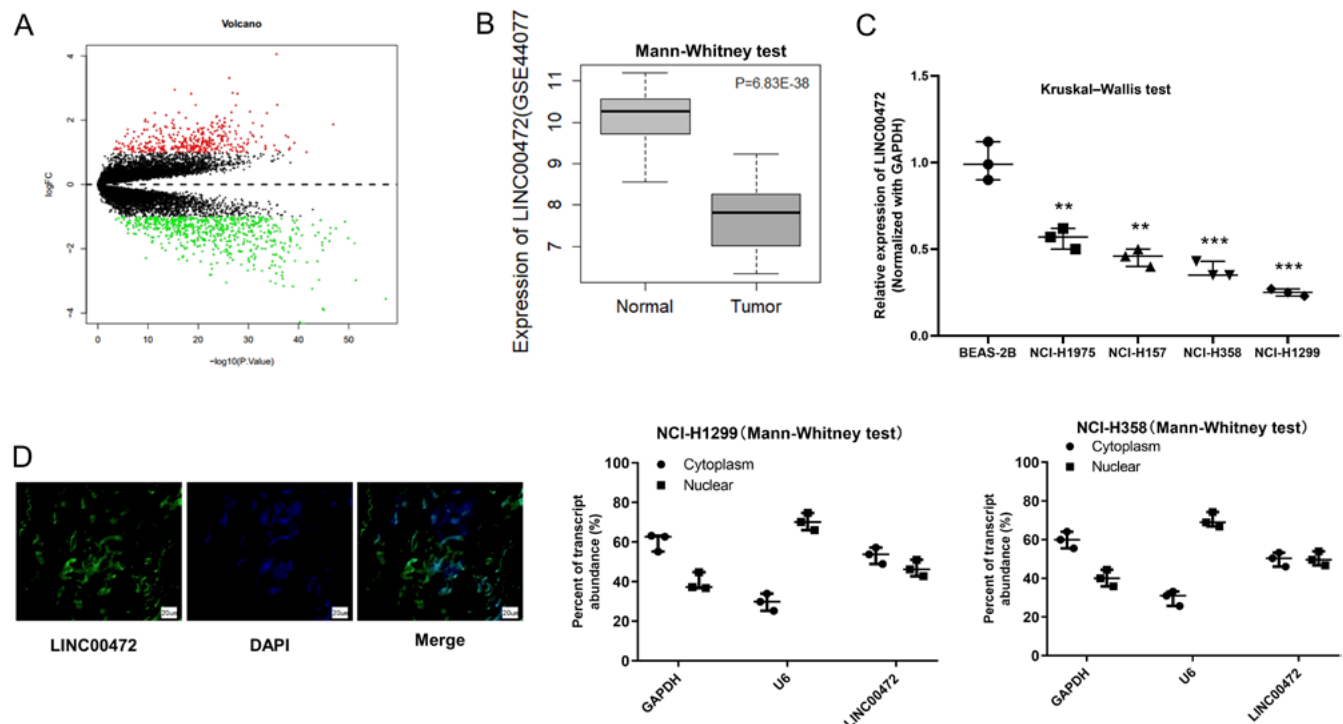 A
Volcano
logFC
4
2
0
−2
−4
0
10
20
30
40
50
−log10(P.Value)
B
Mann-Whitney test
P=6.83E-38
Expression of LINC00472(GSE44077
11
10
9
8
7
Normal
Tumor
C
Kruskal–Wallis test
Relative expression of LINC00472
(Normalized with GAPDH)
1.5
1.0
0.5
0.0
**
**
***
***
BEAS-2B
NCI-H1975
NCI-H157
NCI-H358
NCI-H1299
D
20um
20um
20um
LINC00472
DAPI
Merge
NCI-H1299(Mann-Whitney test)
Cytoplasm
Nuclear
Percent of transcript
abundance (%)
100
80
60
40
20
0
GAPDH
U6
LINC00472
NCI-H358(Mann-Whitney test)
Cytoplasm
Nuclear
Percent of transcript
abundance (%)
100
80
60
40
20
0
GAPDH
U6
LINC00472